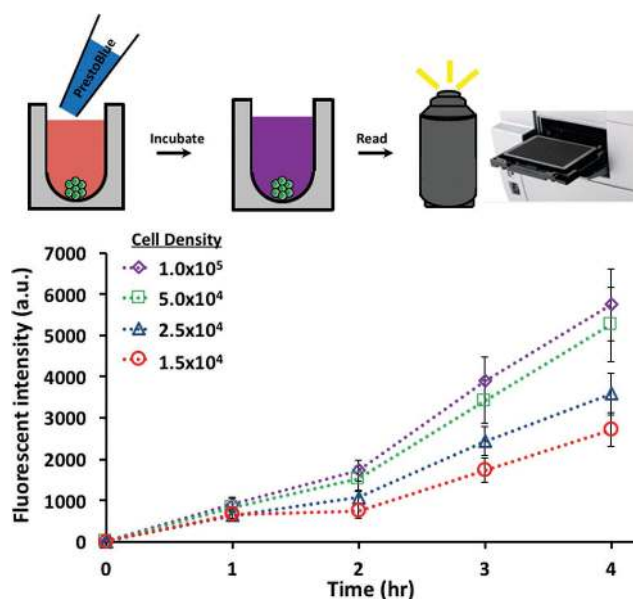 PrestoBlue
Incubate
Read
Cell Density
1.0x10⁵
5.0x10⁴
2.5x10⁴
1.5x10⁴
Fluorescent intensity (a.u.)
7000
6000
5000
4000
3000
2000
1000
0
0 1 2 3 4
Time (hr)